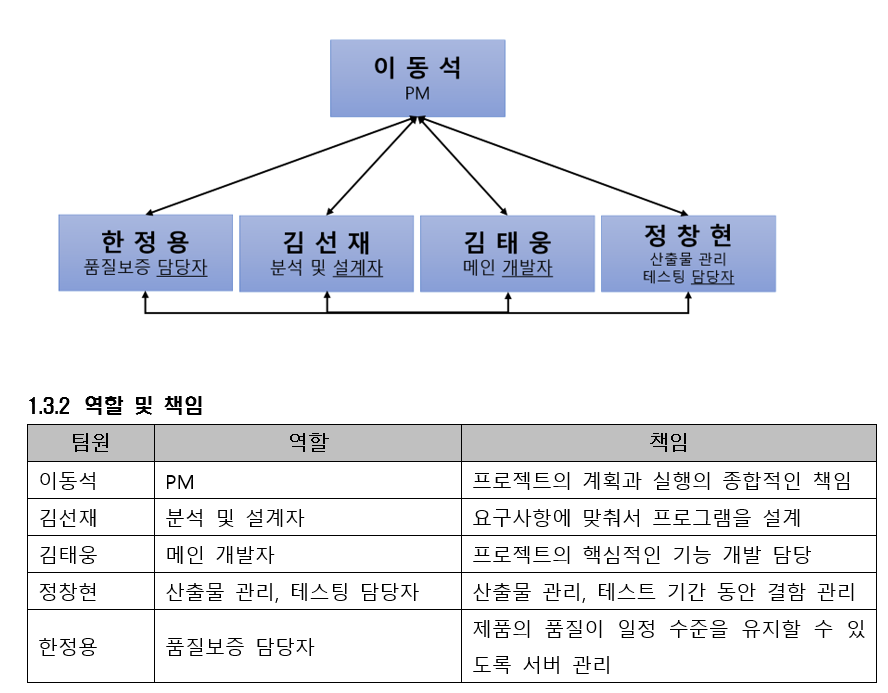 이 동 석
PM
한 정 용
품질보증 담당자
김 선 재
분석 및 설계자
김 태 웅
메인 개발자
정 창 현
산출물 관리
테스팅 담당자
1.3.2 역할 및 책임
팀원 역할 책임
이동석 PM 프로젝트의 계획과 실행의 종합적인 책임
김선재 분석 및 설계자 요구사항에 맞춰서 프로그램을 설계
김태웅 메인 개발자 프로젝트의 핵심적인 기능 개발 담당
정창현 산출물 관리, 테스팅 담당자 산출물 관리, 테스트 기간 동안 결함 관리
한정용 품질보증 담당자 제품의 품질이 일정 수준을 유지할 수 있
도록 서버 관리